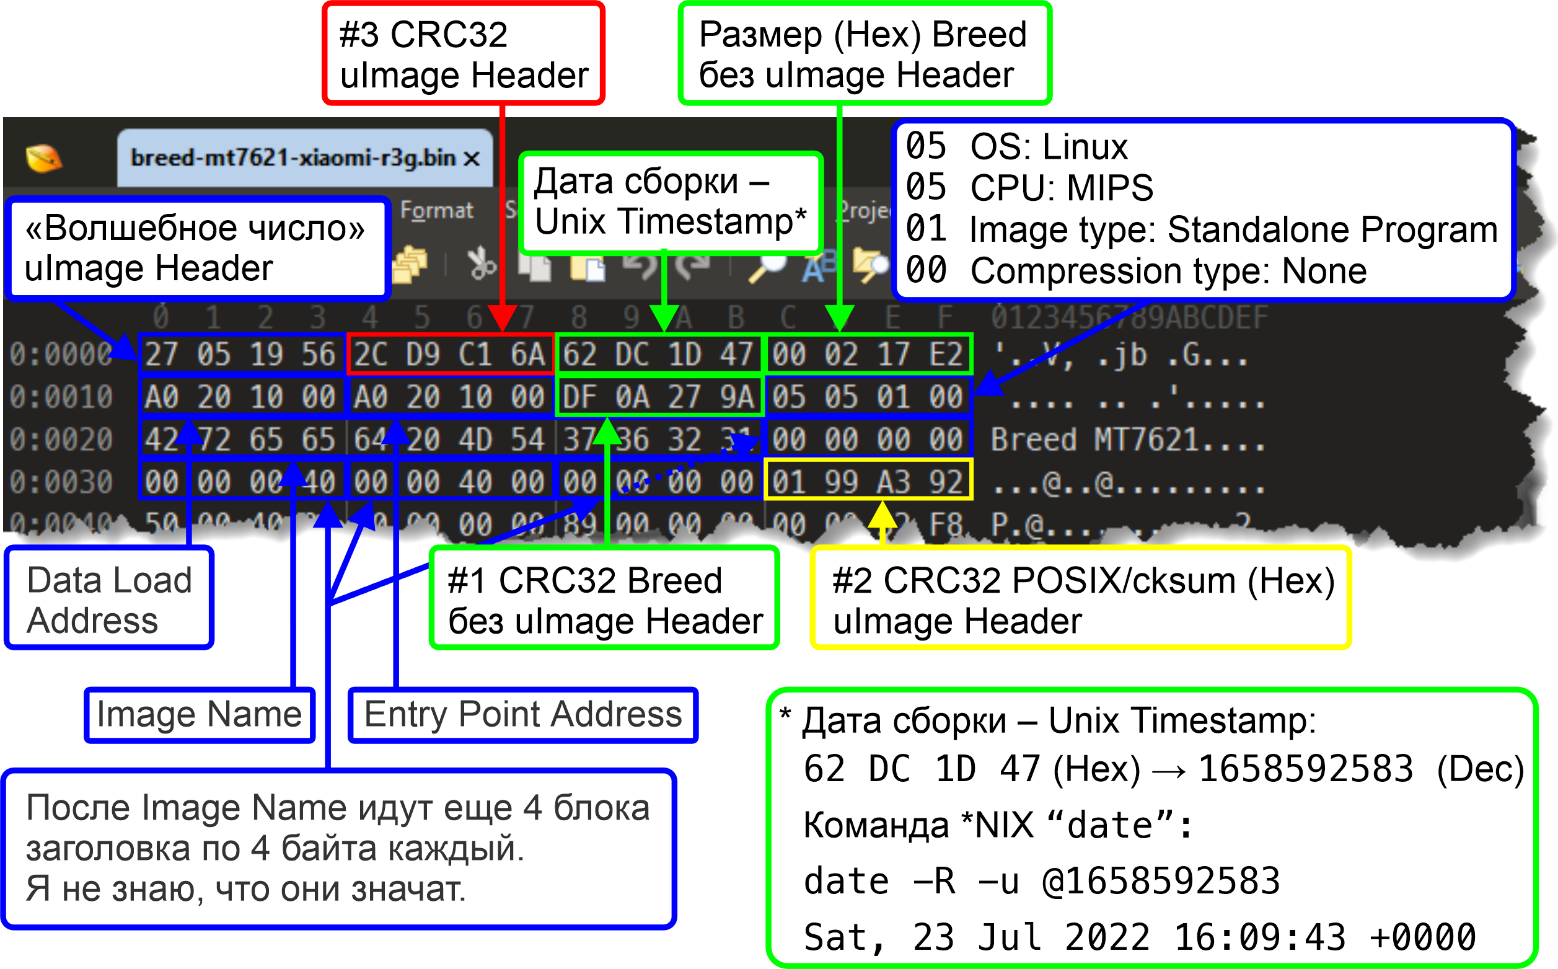 #3 CRC32
uImage Header
Размер (Hex) Breed
без uImage Header
breed-mt7621-xiaomi-r3g.bin ×
Дата сборки –
Unix Timestamp*
05 OS: Linux
05 CPU: MIPS
01 Image type: Standalone Program
00 Compression type: None
«Волшебное число»
uImage Header
Format
0 1 2 3 4 5 6 7 8 9 A B C E F 0123456789ABCDEF
0:0000 27 05 19 56 2C D9 C1 6A 62 DC 1D 47 00 02 17 E2 '..V, .jb .G...
0:0010 A0 20 10 00 A0 20 10 00 DF 0A 27 9A 05 05 01 00 ' .... .. .'.....
0:0020 42 72 65 65 64 20 4D 54 37 36 32 31 00 00 00 00 Breed MT7621....
0:0030 00 00 00 40 00 00 40 00 00 00 00 00 01 99 A3 92 ...@..@.........
Data Load
Address
#1 CRC32 Breed
без uImage Header
#2 CRC32 POSIX/cksum (Hex)
uImage Header
Image Name
Entry Point Address
После Image Name идут еще 4 блока
заголовка по 4 байта каждый.
Я не знаю, что они значат.
* Дата сборки – Unix Timestamp:
62 DC 1D 47 (Hex) → 1658592583 (Dec)
Команда *NIX “date”:
date –R –u @1658592583
Sat, 23 Jul 2022 16:09:43 +0000